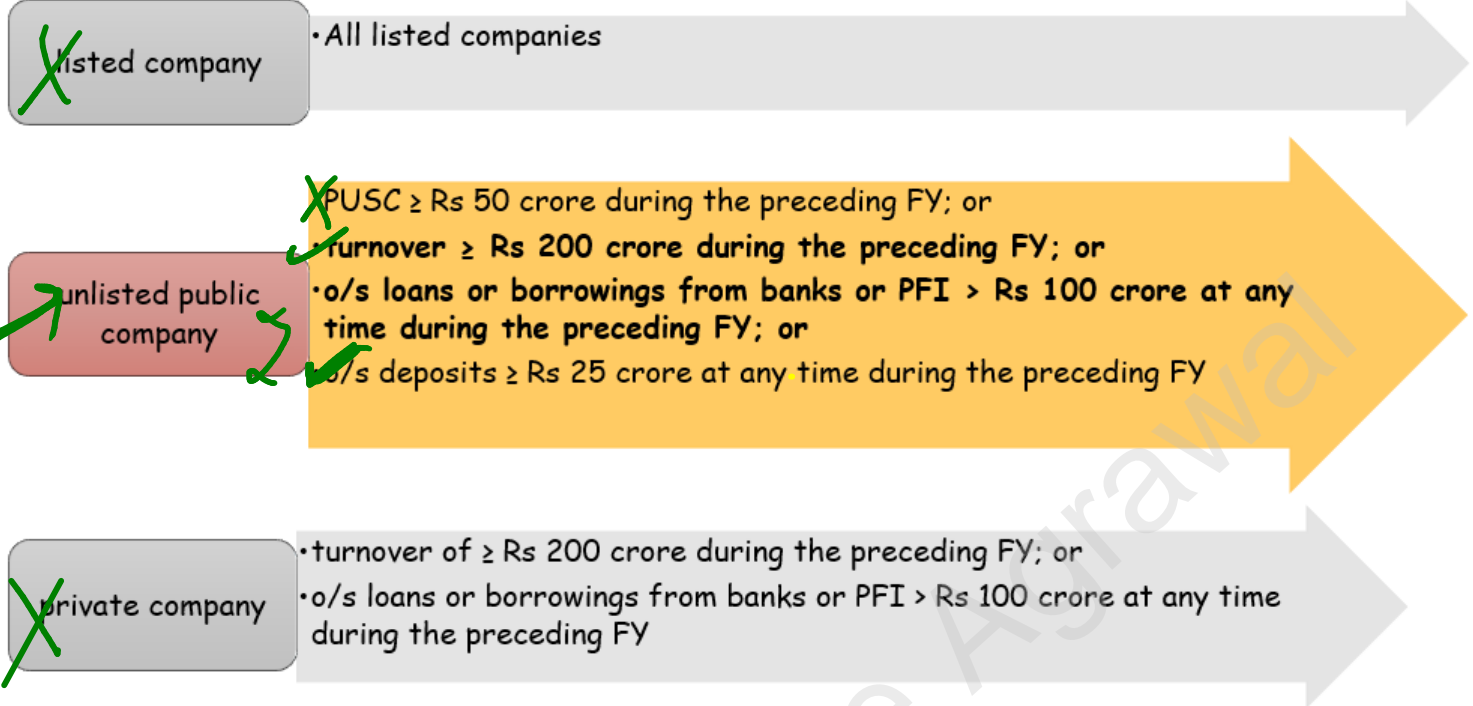 listed company
•All listed companies
PUSC ≥ Rs 50 crore during the preceding FY; or
•turnover ≥ Rs 200 crore during the preceding FY; or
unlisted public
company
•o/s loans or borrowings from banks or PFI > Rs 100 crore at any
time during the preceding FY; or
o/s deposits ≥ Rs 25 crore at any time during the preceding FY
private company
•turnover of ≥ Rs 200 crore during the preceding FY; or
•o/s loans or borrowings from banks or PFI > Rs 100 crore at any time
during the preceding FY
Agrawal